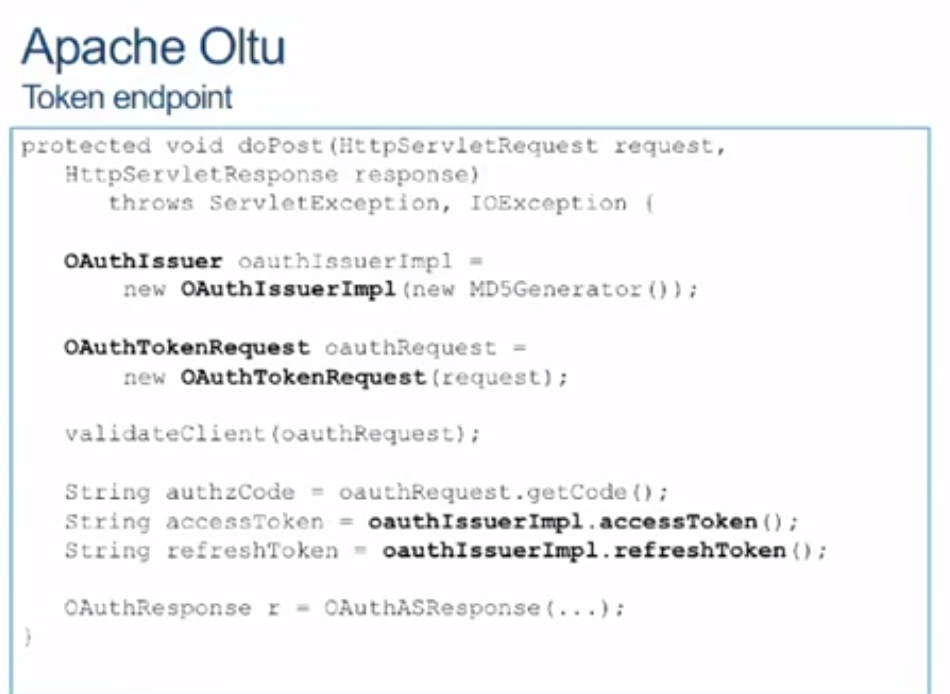 Apache Oltu
Token endpoint
protected void doPost(HttpServletRequest request,
HttpServletResponse response)
throws ServletException, IOException {
OAuthIssuer oauthIssuerImpl =
new OAuthIssuerImpl(new MD5Generator());
OAuthTokenRequest oauthRequest =
new OAuthTokenRequest(request);
validateClient(oauthRequest);
String authzCode = oauthRequest.getCode();
String accessToken = oauthIssuerImpl.accessToken();
String refreshToken = oauthIssuerImpl.refreshToken();
OAuthResponse r = OAuthASResponse(...);
}